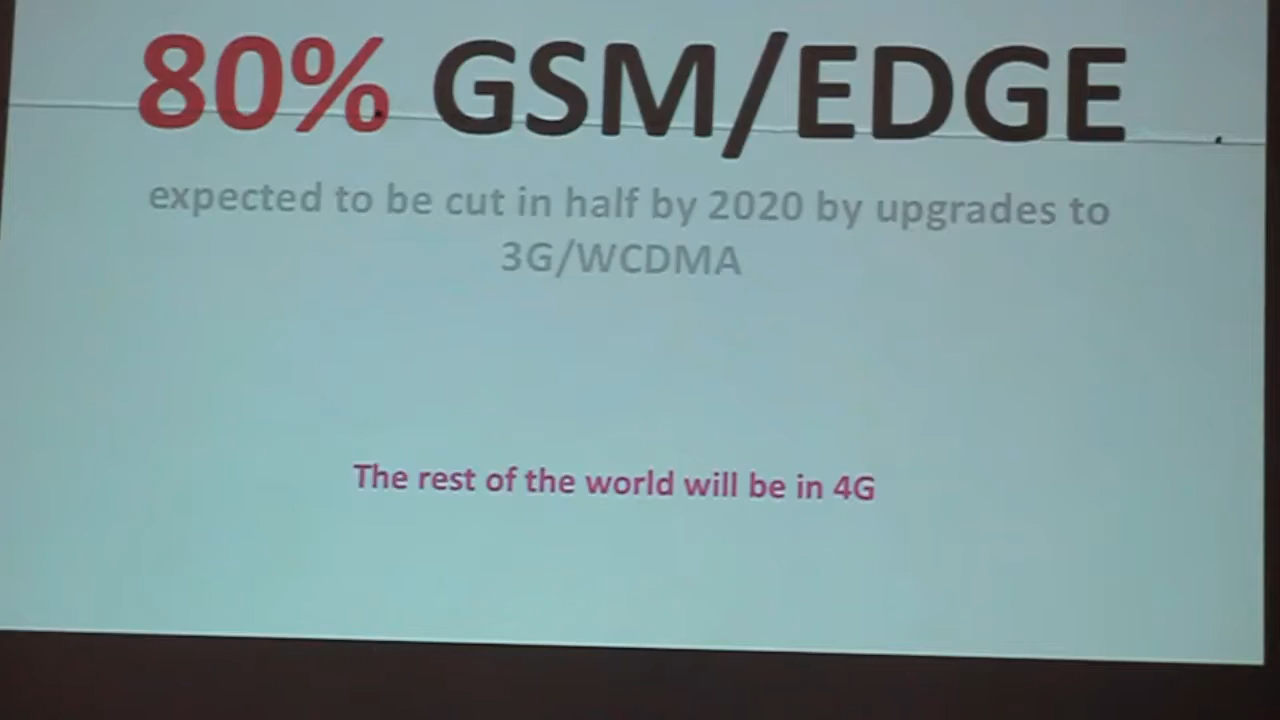 80% GSM/EDGE
expected to be cut in half by 2020 by upgrades to
3G/WCDMA
The rest of the world will be in 4G